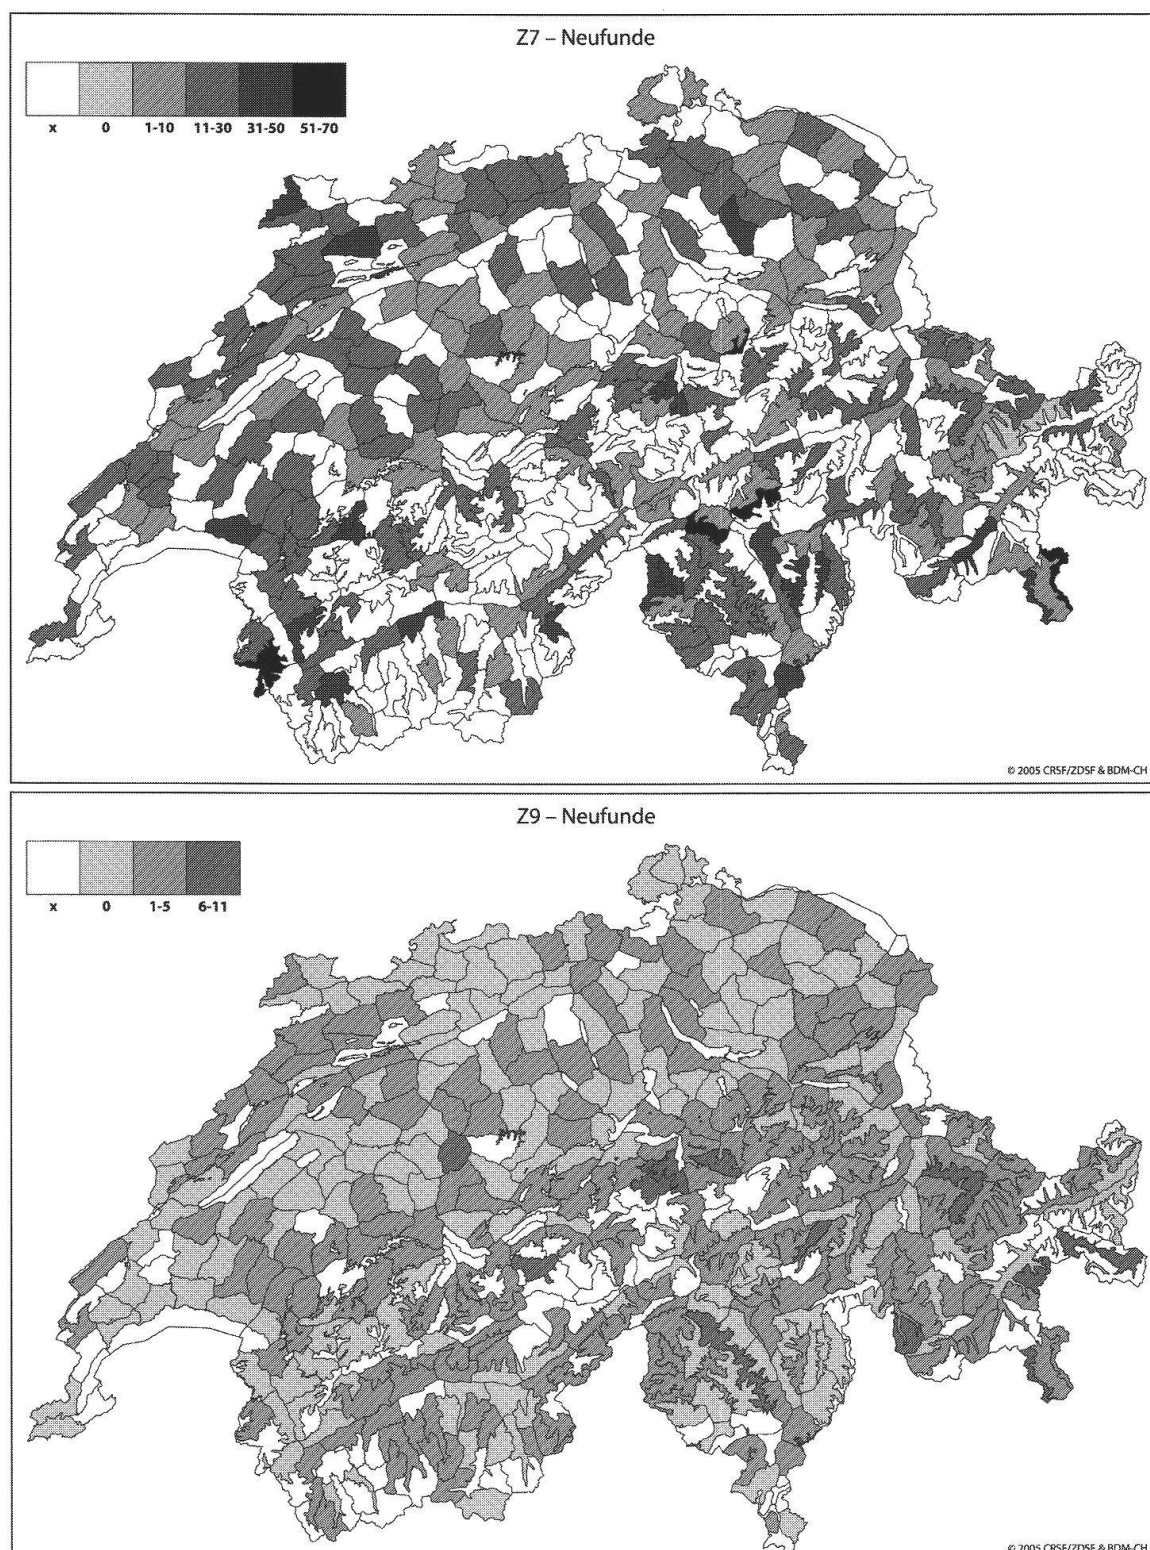 Z7 – Neufunde
x 0 1-10 11-30 31-50 51-70
© 2005 CRSF/ZDSF & BDM-CH
Z9 – Neufunde
x 0 1-5 6-11
© 2005 CRSF/ZDSF & BDM-CH